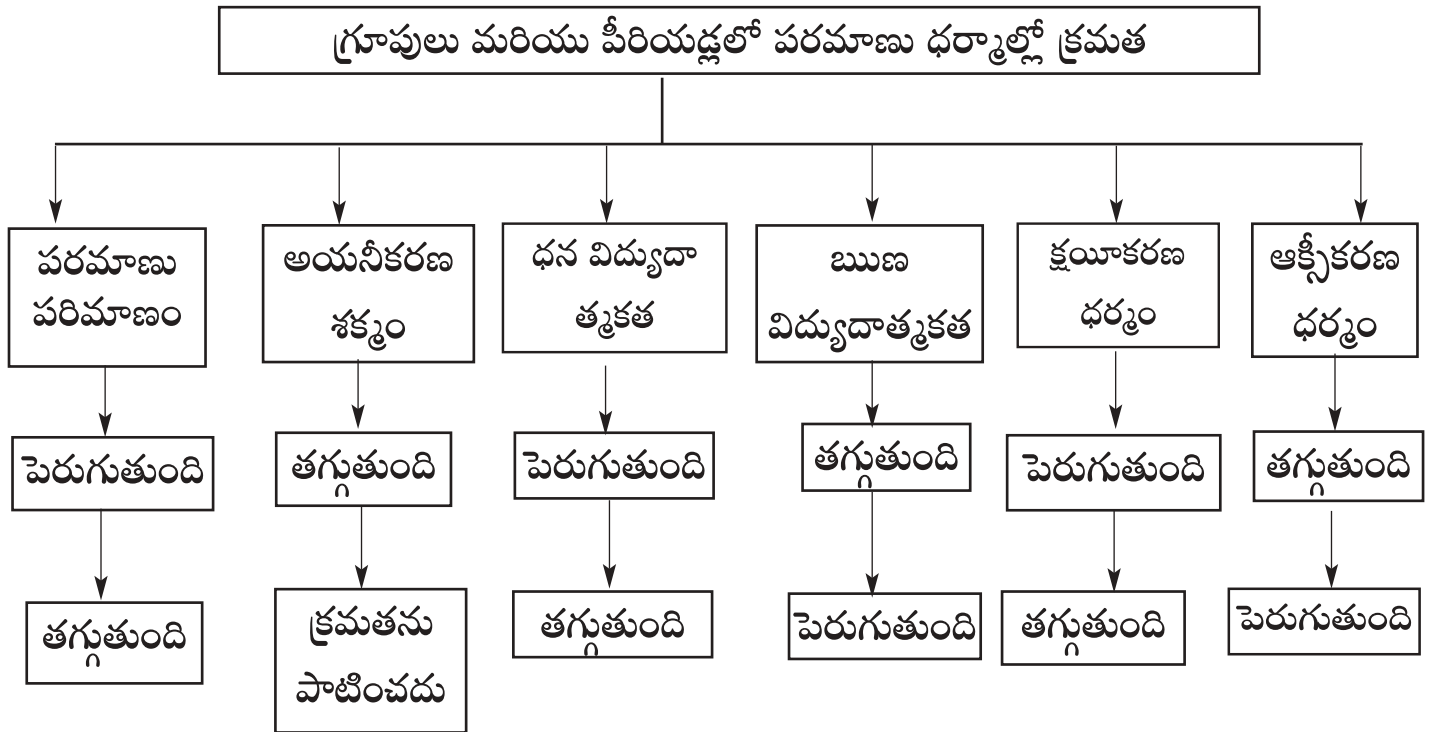 గ్రూపులు మరియు పీరియడ్లలో పరమాణు ధర్మాల్లో క్రమత
పరమాణు
పరిమాణం
అయనీకరణ
శక్మం
ధన విద్యుదా
త్మకత
ఋణ
విద్యుదాత్మకత
క్షయీకరణ
ధర్మం
ఆక్సీకరణ
ధర్మం
పెరుగుతుంది
తగ్గుతుంది
పెరుగుతుంది
తగ్గుతుంది
పెరుగుతుంది
తగ్గుతుంది
తగ్గుతుంది
క్రమతను
పాటించదు
తగ్గుతుంది
పెరుగుతుంది
తగ్గుతుంది
పెరుగుతుంది